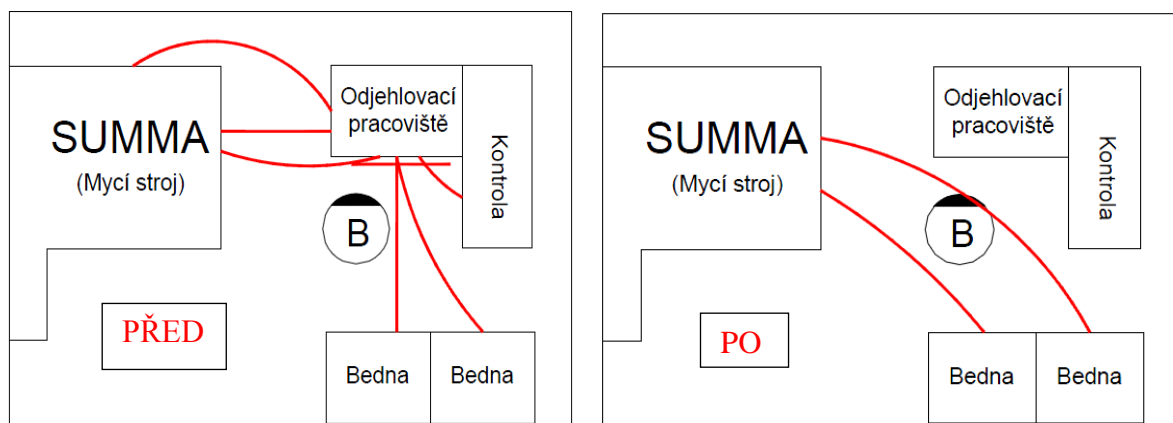 Odjehlovací
pracoviště
SUMMA
(Mycí stroj)
Kontrola
B
PŘED
Bedna
Bedna
Odjehlovací
pracoviště
SUMMA
(Mycí stroj)
Kontrola
B
PO
Bedna
Bedna